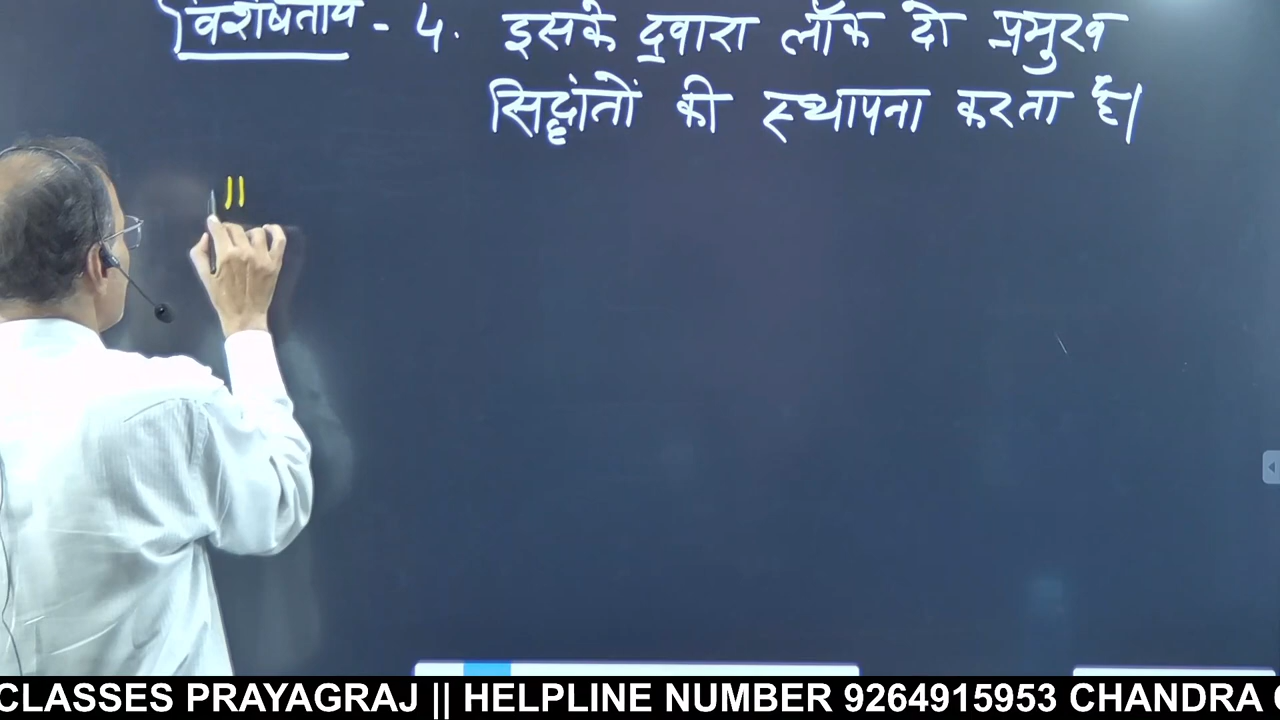 विशेषतायें - 4. इसके द्वारा लॉक दो प्रमुख
सिद्धांतों की स्थापना करता है।
"
CLASSES PRAYAGRAJ || HELPLINE NUMBER 9264915953 CHANDRA